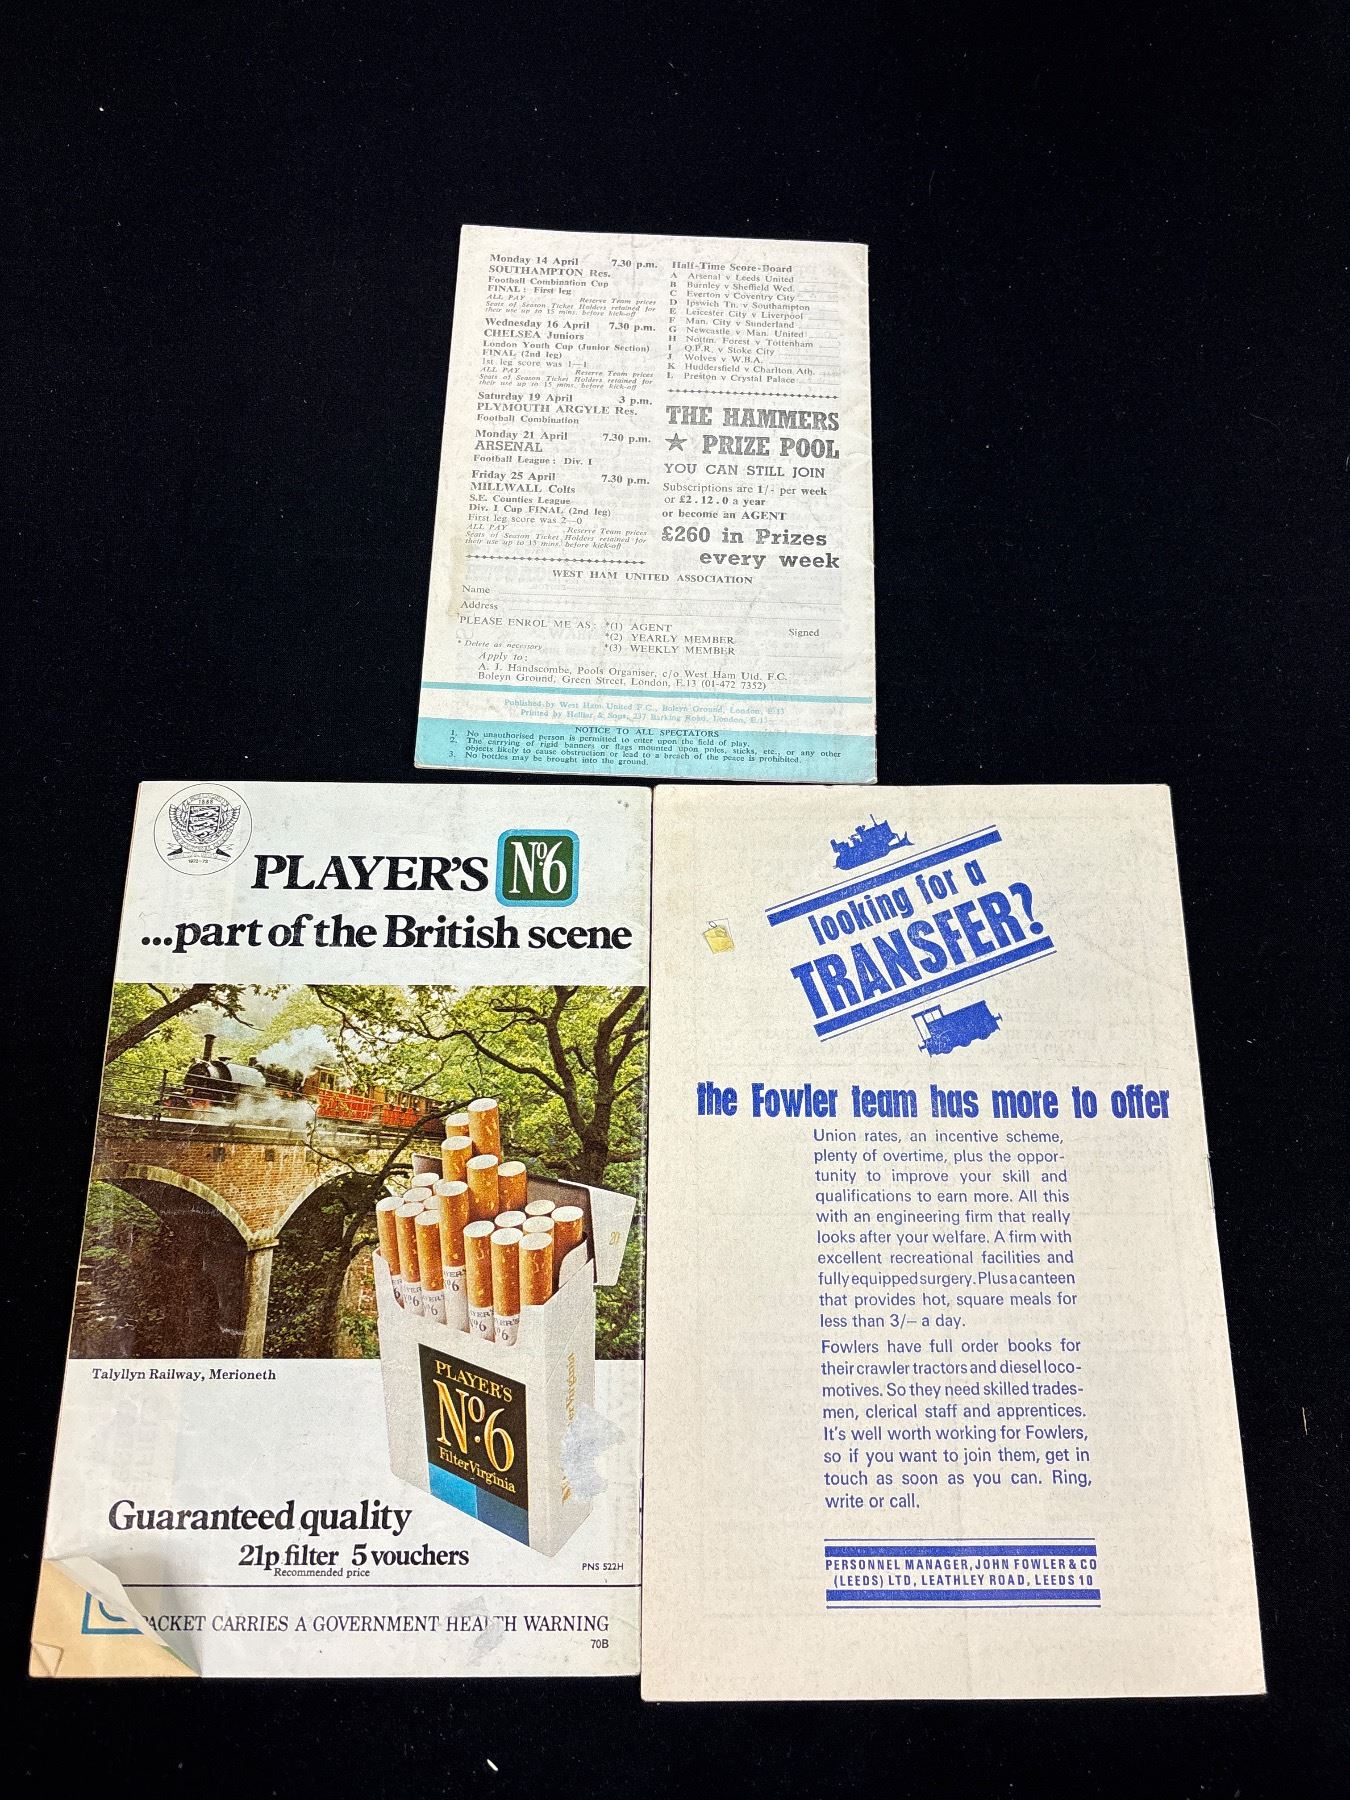 Monday 14 April 7.30 p.m.
SOUTHAMPTON Res.
Football Combination Cup
FINAL : First leg
ALL PAY Reserve Team prices
Seats of Season Ticket Holders retained for
their use up to 15 mins. before kick-off
Wednesday 16 April 7.30 p.m.
CHELSEA Juniors
London Youth Cup (Junior Section)
FINAL (2nd leg)
1st leg score was 1—1
ALL PAY Reserve Team prices
Seats of Season Ticket Holders retained for
their use up to 15 mins. before kick-off
Saturday 19 April 3 p.m.
PLYMOUTH ARGYLE Res.
Football Combination
Monday 21 April 7.30 p.m.
ARSENAL
Football League : Div. 1
Friday 25 April 7.30 p.m.
MILLWALL Colts
S.E. Counties League
Div. 1 Cup FINAL (2nd leg)
First leg score was 2—0
ALL PAY Reserve Team prices
Seats of Season Ticket Holders retained for
their use up to 15 mins. before kick-off
Half-Time Score-Board
A Arsenal v Leeds United
B Burnley v Sheffield Wed.
C Everton v Coventry City
D Ipswich Tn. v Southampton
E Leicester City v Liverpool
F Man. City v Sunderland
G Newcastle v Man. United
H Nottm. Forest v Tottenham
I Q.P.R. v Stoke City
J Wolves v W.B.A.
K Huddersfield v Charlton Ath.
L Preston v Crystal Palace
THE HAMMERS
★ PRIZE POOL
YOU CAN STILL JOIN
Subscriptions are 1/- per week
or £2 . 12 . 0 a year
or become an AGENT
£260 in Prizes
every week
WEST HAM UNITED ASSOCIATION
Name
Address
PLEASE ENROL ME AS : *(1) AGENT Signed
*(2) YEARLY MEMBER
* Delete as necessary *(3) WEEKLY MEMBER
Apply to :
A. J. Handscombe, Pools Organiser, c/o West Ham Utd. F.C.
Boleyn Ground, Green Street, London, E.13 (01-472 7352)
Published by West Ham United F.C., Boleyn Ground, London, E.13
Printed by Helliar & Sons, 237 Barking Road, London, E.13
NOTICE TO ALL SPECTATORS
1. No unauthorised person is permitted to enter upon the field of play.
2. The carrying of rigid banners or flags mounted upon poles, sticks, etc., or any other
objects likely to cause obstruction or lead to a breach of the peace is prohibited.
3. No bottles may be brought into the ground.
1888
1972-73
PLAYER'S No6
...part of the British scene
20
PLAYER'S
No6
Filter Virginia
Talyllyn Railway, Merioneth
Guaranteed quality
21p filter 5 vouchers
Recommended price
PNS 522H
PACKET CARRIES A GOVERNMENT HEALTH WARNING
70B
looking for a
TRANSFER?
the Fowler team has more to offer
Union rates, an incentive scheme,
plenty of overtime, plus the oppor-
tunity to improve your skill and
qualifications to earn more. All this
with an engineering firm that really
looks after your welfare. A firm with
excellent recreational facilities and
fully equipped surgery. Plus a canteen
that provides hot, square meals for
less than 3/– a day.
Fowlers have full order books for
their crawler tractors and diesel loco-
motives. So they need skilled trades-
men, clerical staff and apprentices.
It's well worth working for Fowlers,
so if you want to join them, get in
touch as soon as you can. Ring,
write or call.
PERSONNEL MANAGER, JOHN FOWLER & CO
(LEEDS) LTD, LEATHLEY ROAD, LEEDS 10